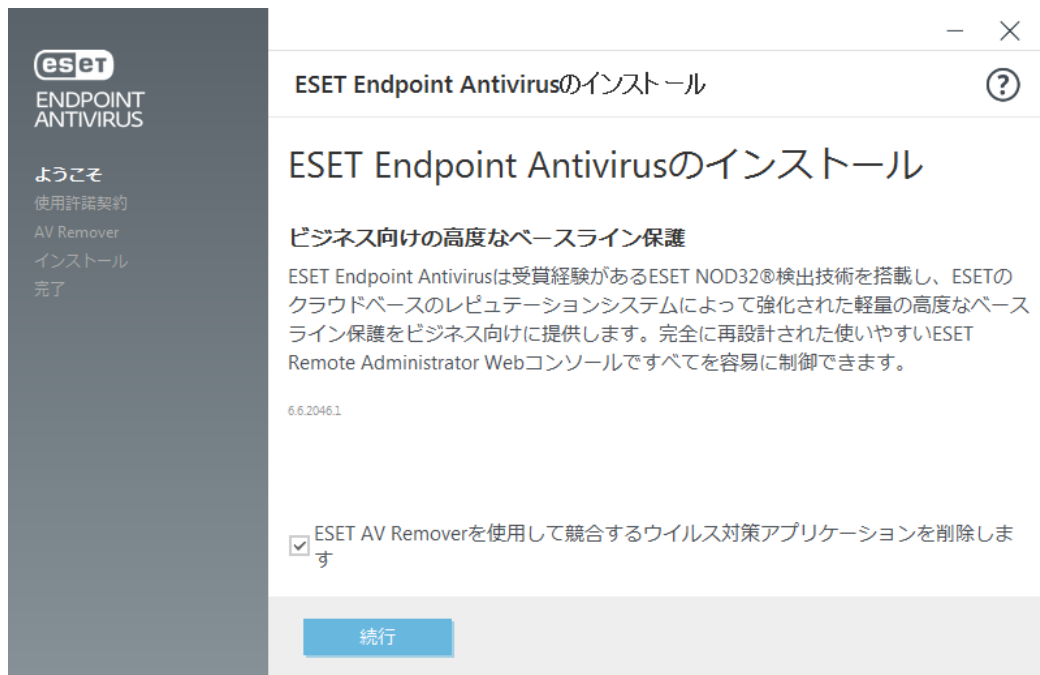 eset
ENDPOINT
ANTIVIRUS
ようこそ
使用許諾契約
AV Remover
インストール
完了
ESET Endpoint Antivirusのインストール
ESET Endpoint Antivirusのインストール
ビジネス向けの高度なベースライン保護
ESET Endpoint Antivirusは受賞経験があるESET NOD32®検出技術を搭載し、ESETの
クラウドベースのレピュテーションシステムによって強化された軽量の高度なベース
ライン保護をビジネス向けに提供します。完全に再設計された使いやすいESET
Remote Administrator Webコンソールですべてを容易に制御できます。
6.6.2046.1
ESET AV Removerを使用して競合するウイルス対策アプリケーションを削除しま
す
続行